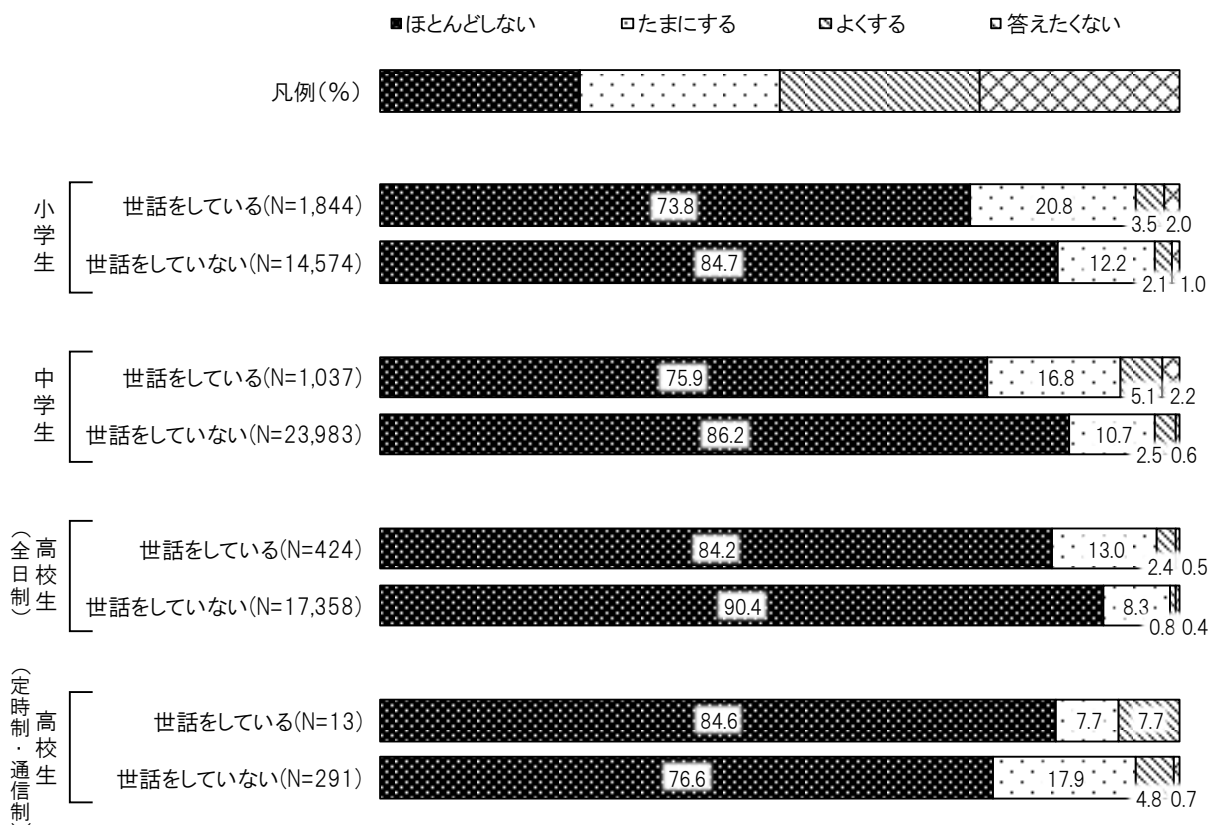 ほとんどしない たまにする よくする 答えたくない
凡例(%)
小学生
世話をしている(N=1,844) 73.8 20.8 3.5 2.0
世話をしていない(N=14,574) 84.7 12.2 2.1 1.0
中学生
世話をしている(N=1,037) 75.9 16.8 5.1 2.2
世話をしていない(N=23,983) 86.2 10.7 2.5 0.6
高校生
(全日制)
世話をしている(N=424) 84.2 13.0 2.4 0.5
世話をしていない(N=17,358) 90.4 8.3 0.8 0.4
高校生
(定時制・通信制)
世話をしている(N=13) 84.6 7.7 7.7
世話をしていない(N=291) 76.6 17.9 4.8 0.7